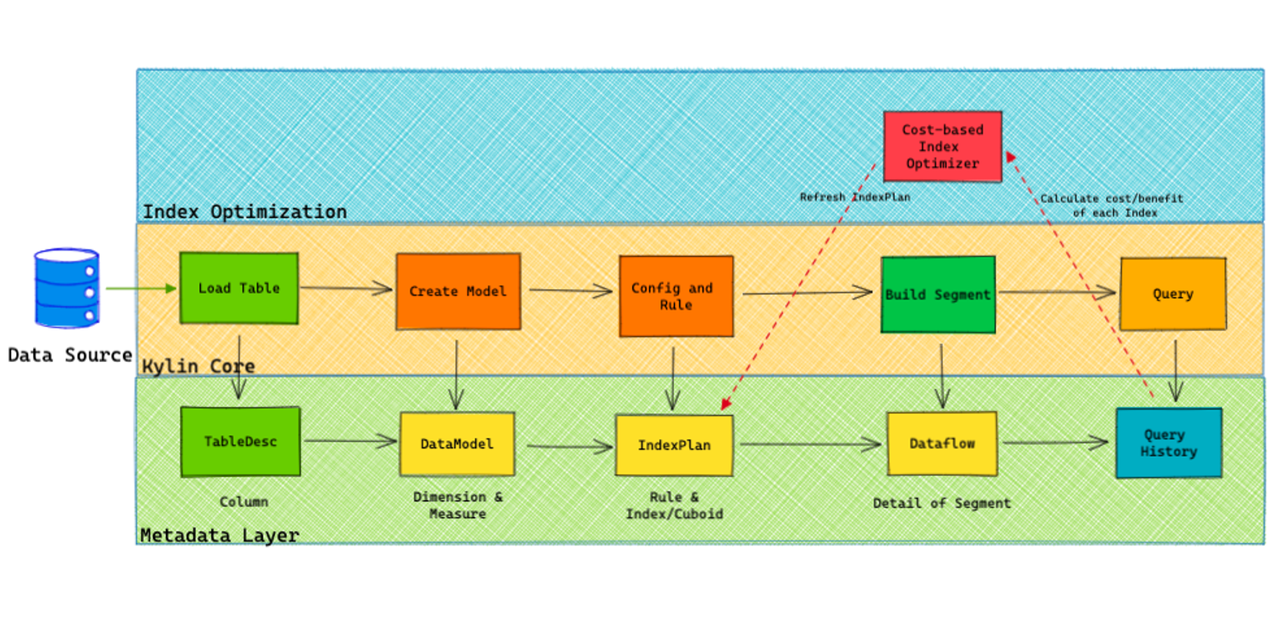 Cost-based
Index
Optimizer
Refresh IndexPlan
Calculate cost/benefit
of each Index
Index Optimization
Load Table
Create Model
Config and
Rule
Build Segment
Query
Data Source
Kylin Core
TableDesc
DataModel
IndexPlan
Dataflow
Query
History
Column
Dimension &
Measure
Rule &
Index/Cuboid
Detail of Segment
Metadata Layer